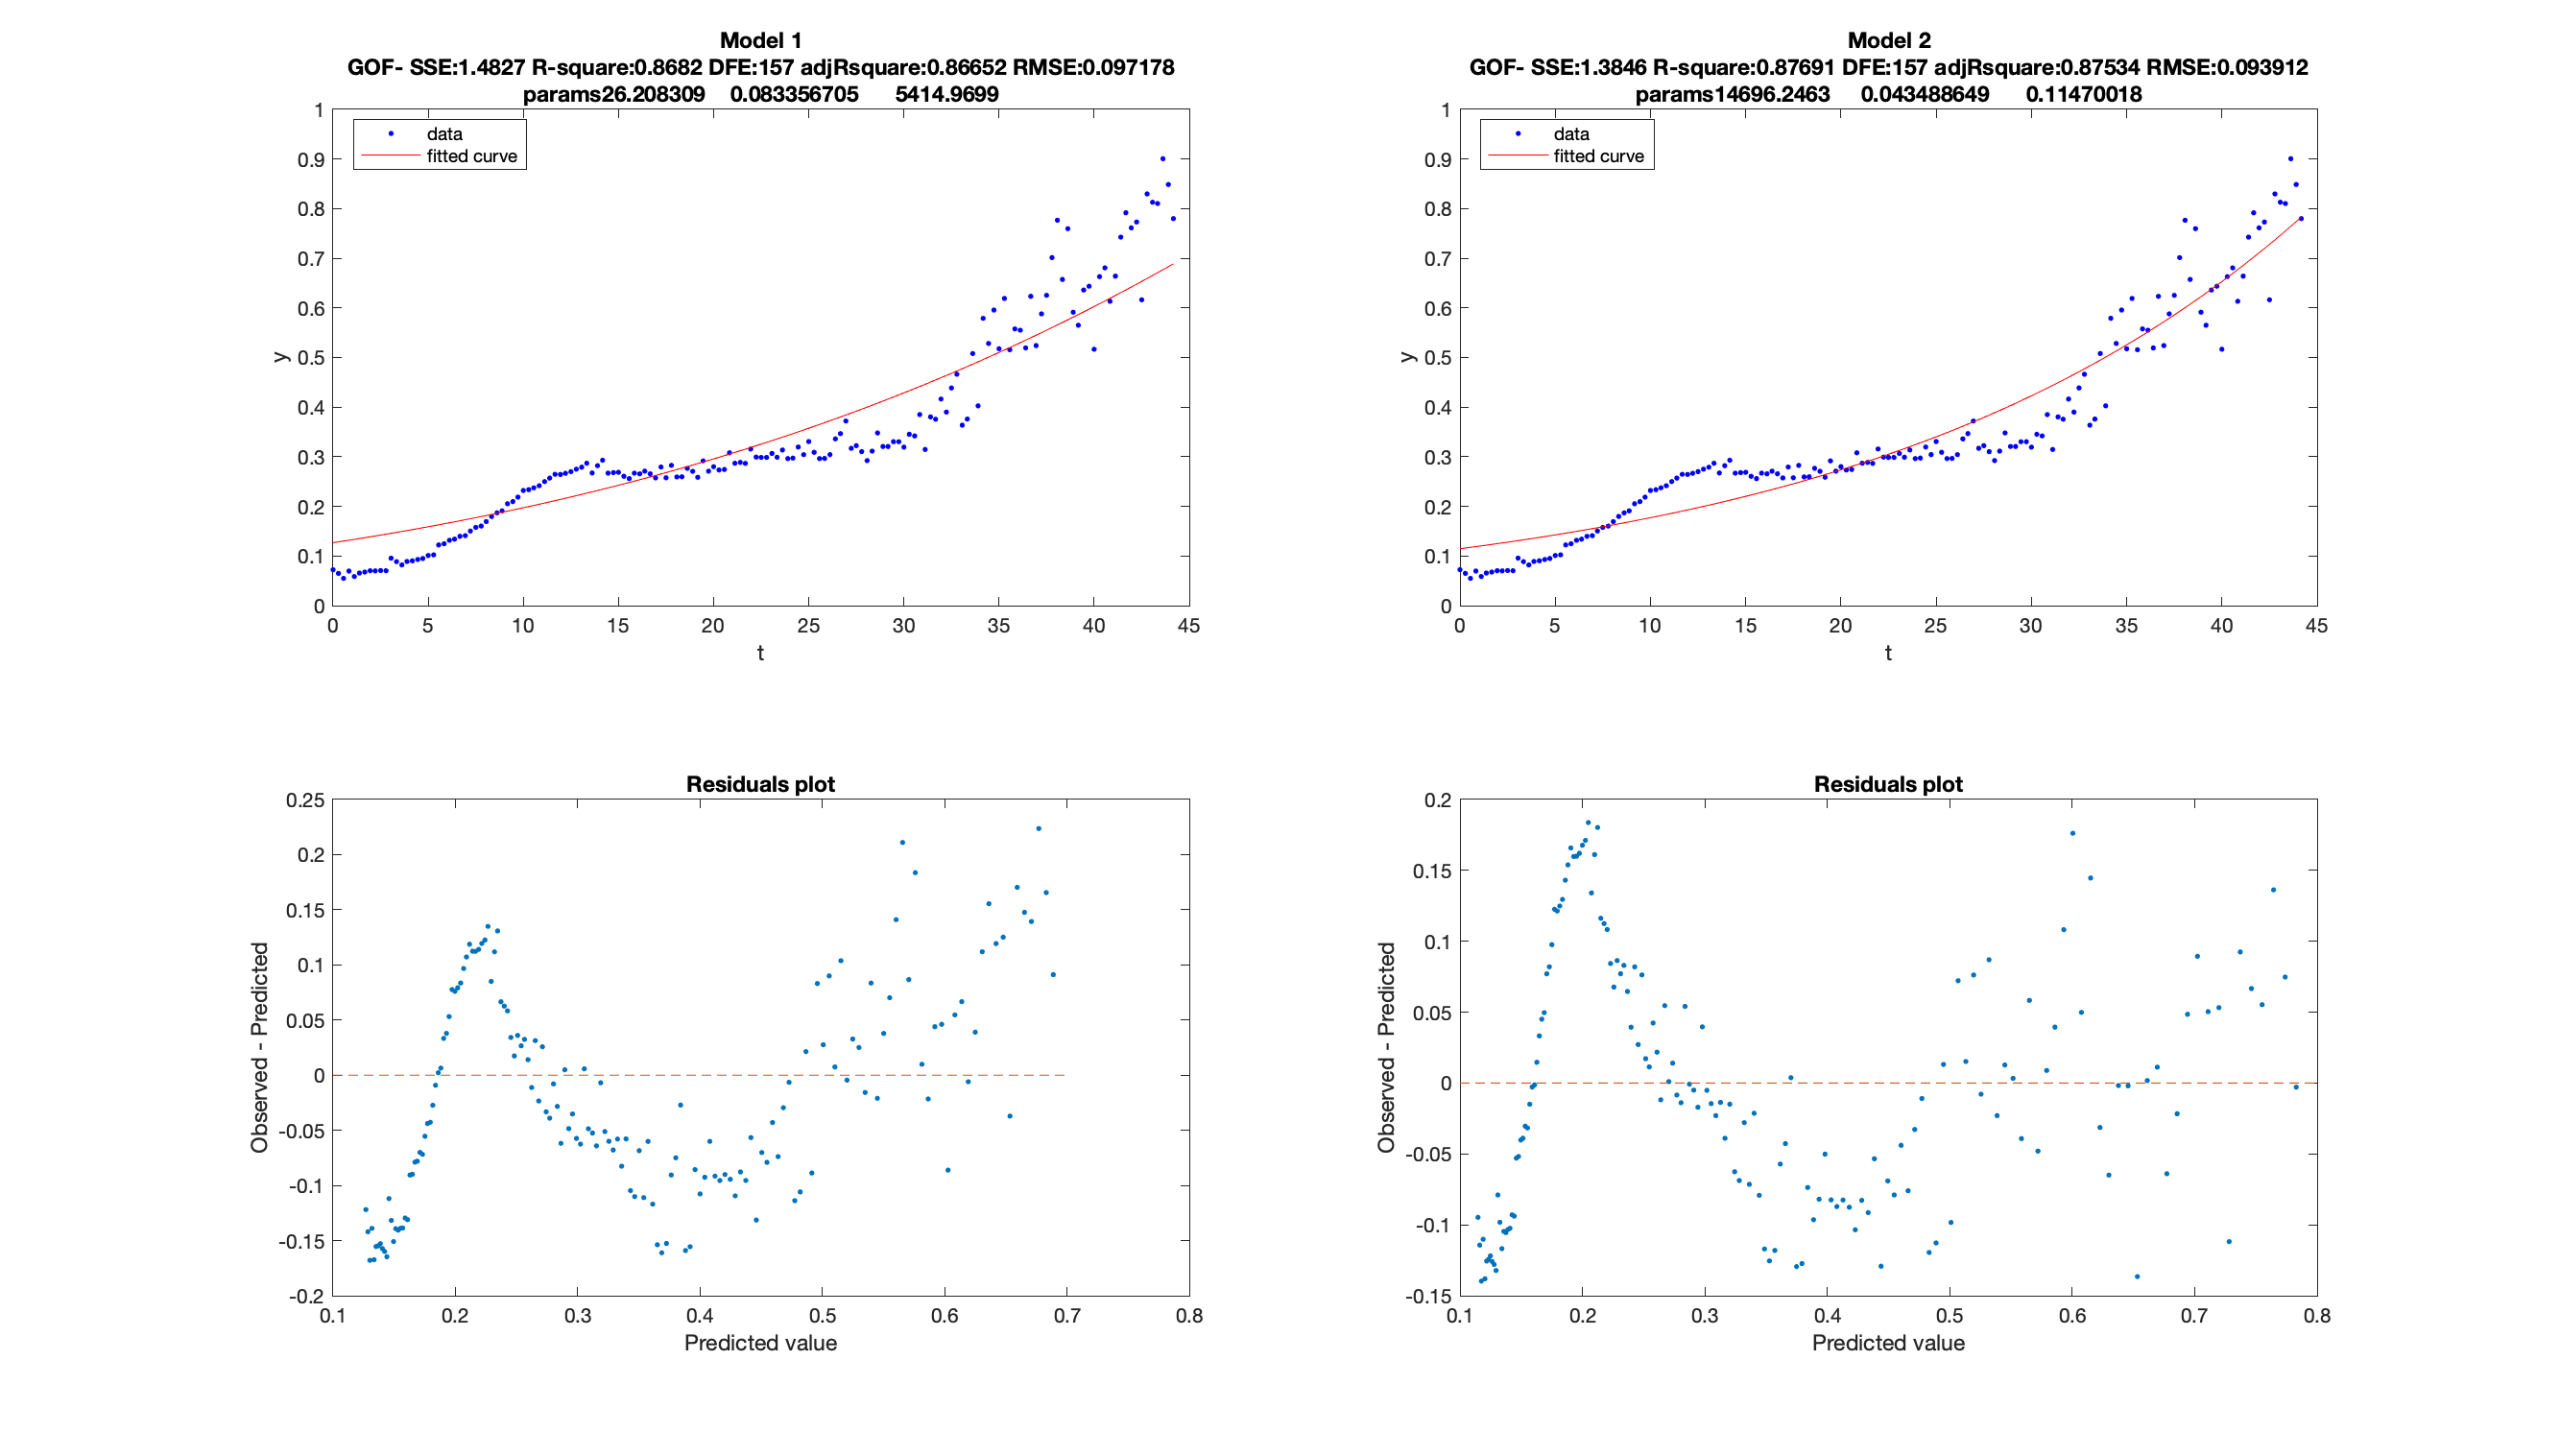 Model 1
GOF- SSE:1.4827 R-square:0.8682 DFE:157 adjRsquare:0.86652 RMSE:0.097178
params26.208309 0.083356705 5414.9699
data
fitted curve
1
0.9
0.8
0.7
0.6
0.5
0.4
0.3
0.2
0.1
0
y
0 5 10 15 20 25 30 35 40 45
t
Model 2
GOF- SSE:1.3846 R-square:0.87691 DFE:157 adjRsquare:0.87534 RMSE:0.093912
params14696.2463 0.043488649 0.11470018
data
fitted curve
1
0.9
0.8
0.7
0.6
0.5
0.4
0.3
0.2
0.1
0
y
0 5 10 15 20 25 30 35 40 45
t
Residuals plot
0.25
0.2
0.15
0.1
0.05
0
-0.05
-0.1
-0.15
-0.2
Observed - Predicted
0.1 0.2 0.3 0.4 0.5 0.6 0.7 0.8
Predicted value
Residuals plot
0.2
0.15
0.1
0.05
0
-0.05
-0.1
-0.15
Observed - Predicted
0.1 0.2 0.3 0.4 0.5 0.6 0.7 0.8
Predicted value